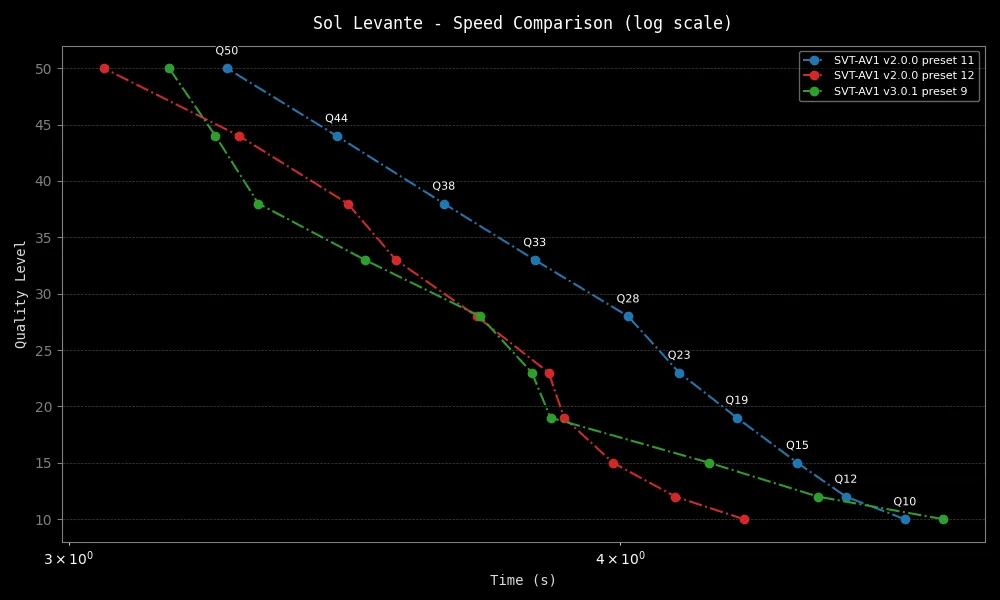 Sol Levante - Speed Comparison (log scale)
SVT-AV1 v2.0.0 preset 11
SVT-AV1 v2.0.0 preset 12
SVT-AV1 v3.0.1 preset 9
Quality Level
50
45
40
35
30
25
20
15
10
Q50
Q44
Q38
Q33
Q28
Q23
Q19
Q15
Q12
Q10
3 × 10⁰
4 × 10⁰
Time (s)